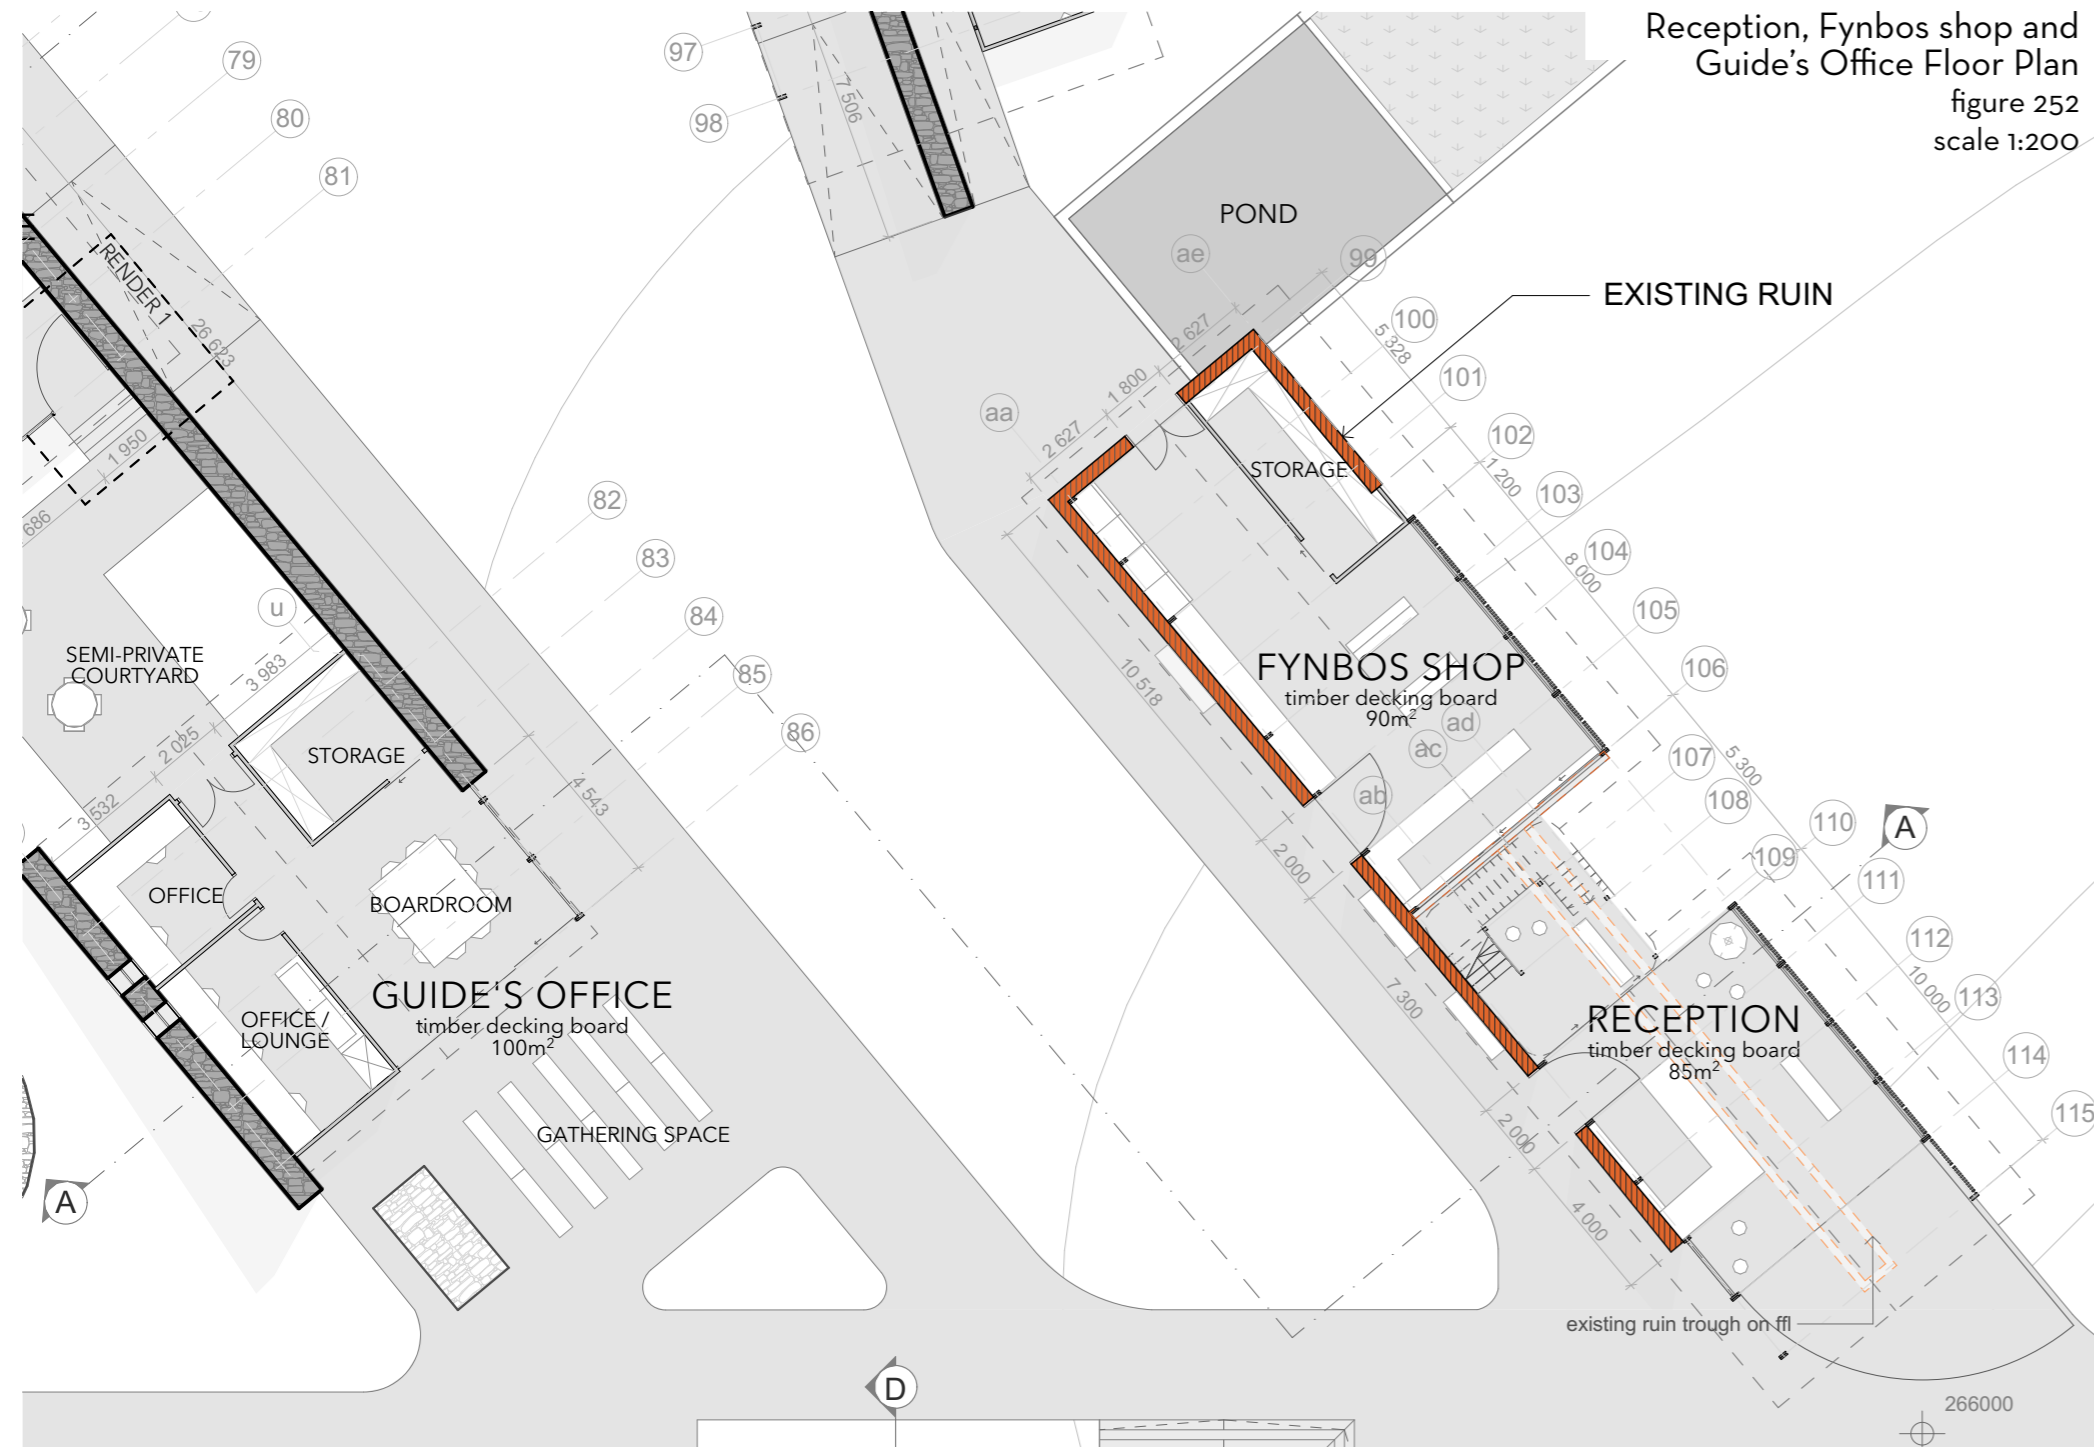 Reception, Fynbos shop and
Guide's Office Floor Plan
figure 252
scale 1:200
79
80
81
97
98
7 506
POND
ae
99
EXISTING RUIN
100
101
102
103
104
105
106
107
108
109
110
111
112
113
114
115
5 328
1 200
8 000
5 300
10 000
2 627
1 800
2 627
aa
RENDER 1
26 623
1 950
686
82
83
84
85
86
u
SEMI-PRIVATE
COURTYARD
3 983
2 025
3 532
STORAGE
4 543
OFFICE
BOARDROOM
GUIDE'S OFFICE
timber decking board
100m²
OFFICE /
LOUNGE
GATHERING SPACE
STORAGE
FYNBOS SHOP
timber decking board
90m²
ad
ac
ab
10 518
2 000
7 300
2 000
4 000
RECEPTION
timber decking board
85m²
A
A
D
existing ruin trough on ffl
266000